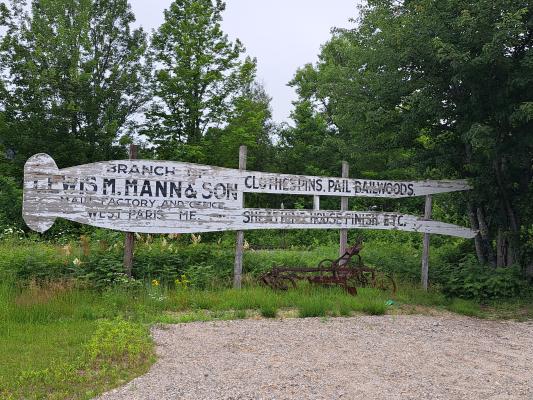 BRANCH
LEWIS M. MANN & SON
MAIN FACTORY AND OFFICE
WEST PARIS ME.
CLOTHESPINS, PAIL BAILWOODS,
SHEATHING HOUSE FINISH ETC.